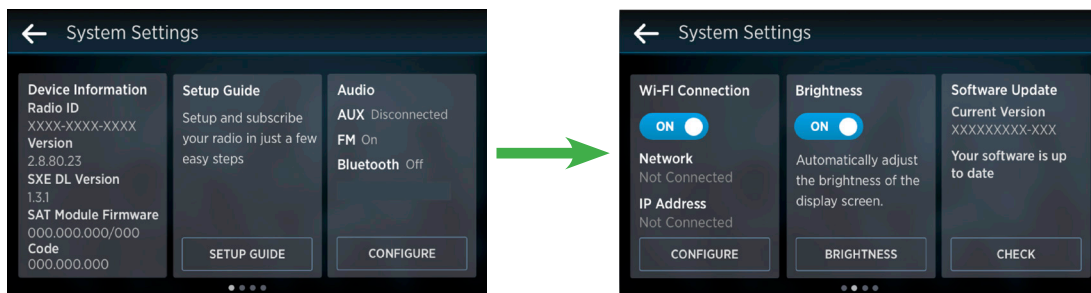 System Settings
Device Information
Radio ID
XXXX-XXXX-XXXX
Version
2.8.80.23
SXE DL Version
1.3.1
SAT Module Firmware
000.000.000/000
Code
000.000.000
Setup Guide
Setup and subscribe
your radio in just a few
easy steps
SETUP GUIDE
Audio
AUX Disconnected
FM On
Bluetooth Off
CONFIGURE
System Settings
Wi-FI Connection
ON
Network
Not Connected
IP Address
Not Connected
CONFIGURE
Brightness
ON
Automatically adjust
the brightness of the
display screen.
BRIGHTNESS
Software Update
Current Version
XXXXXXXXX-XXX
Your software is up
to date
CHECK